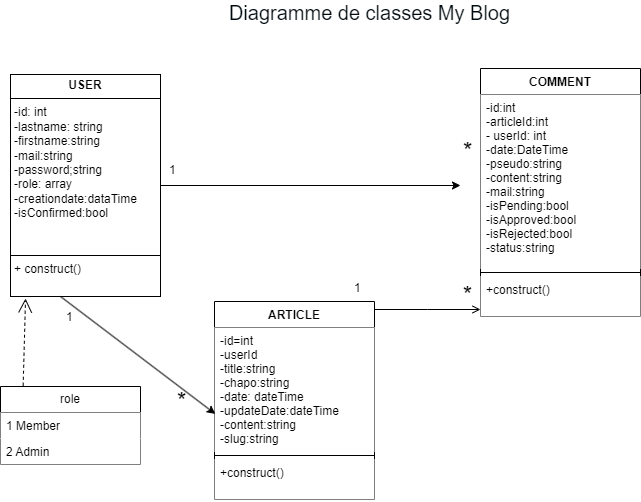 Diagramme de classes My Blog
USER
-id: int
-lastname: string
-firstname:string
-mail:string
-password;string
-role: array
-creationdate:dataTime
-isConfirmed:bool
+ construct()
1
*
COMMENT
-id:int
-articleId:int
- userId: int
-date:DateTime
-pseudo:string
-content:string
-mail:string
-isPending:bool
-isApproved:bool
-isRejected:bool
-status:string
+construct()
1
*
1
*
ARTICLE
-id=int
-userId
-title:string
-chapo:string
-date: dateTime
-updateDate:dateTime
-content:string
-slug:string
+construct()
role
1 Member
2 Admin